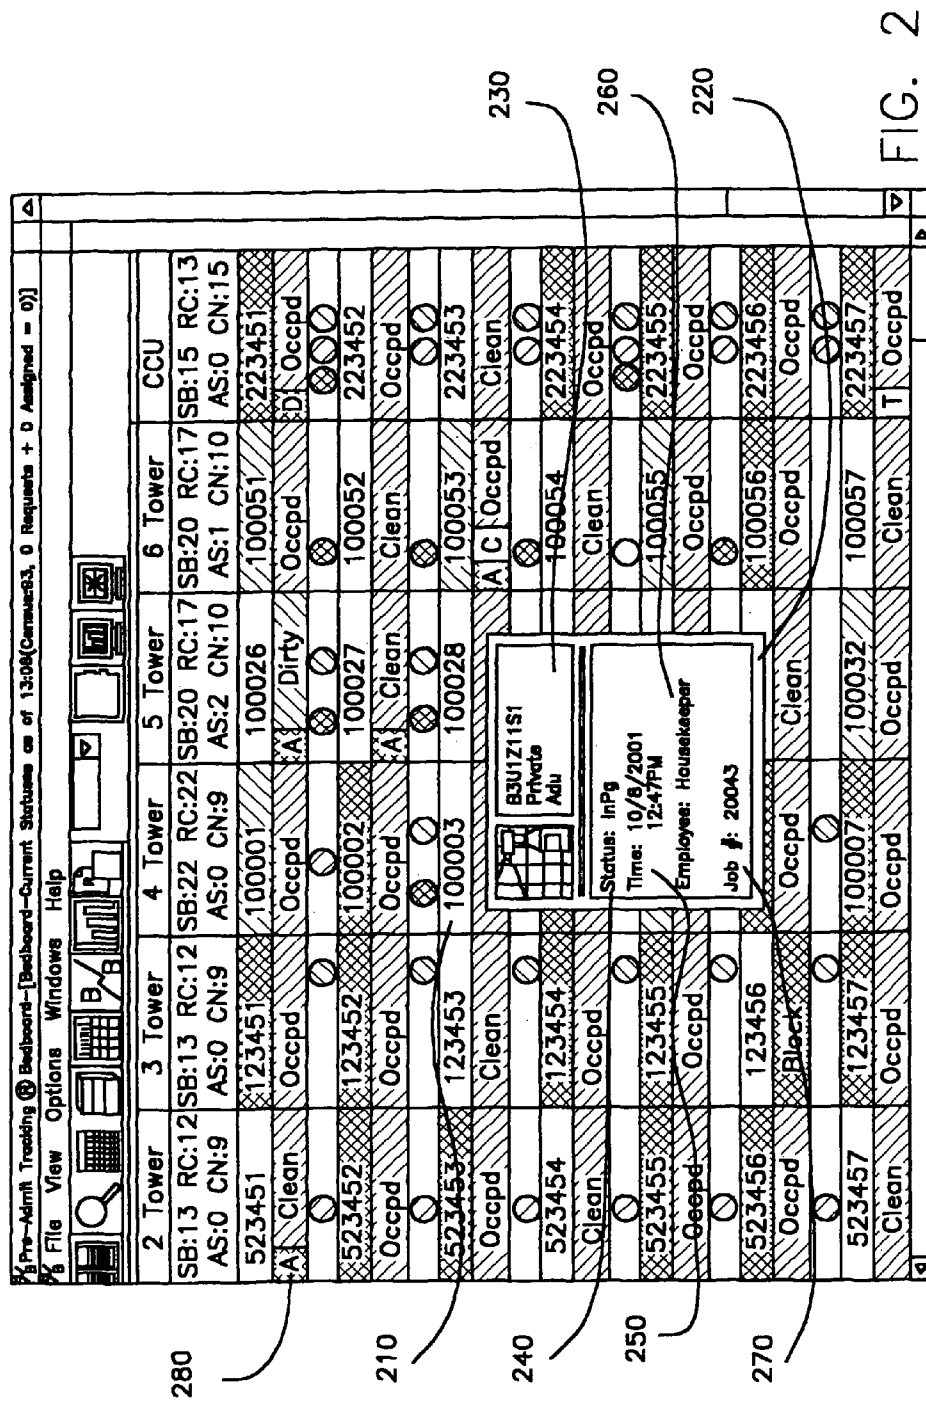 Pre-Admit Tracking ® Bedboard-[Bedboard-Current Statuses as of 13:08(Census:93, 0 Requests + 0 Assigned = 0)]
File View Options Windows Help
2 Tower 3 Tower 4 Tower 5 Tower 6 Tower CCU
SB:13 RC:12 SB:13 RC:12 SB:22 RC:22 SB:20 RC:17 SB:20 RC:17 SB:15 RC:13
AS:0 CN:9 AS:0 CN:9 AS:0 CN:9 AS:2 CN:10 AS:1 CN:10 AS:0 CN:15
523451 123451 100001 100026 100051 223451
A Clean Occpd Occpd A Dirty Occpd D Occpd
523452 123452 100002 100027 100052 223452
Occpd Occpd Occpd A Clean Clean Occpd
523453 123453 100003 100028 100053 223453
Occpd Clean A C Occpd Clean
523454 123454 100054 223454
Clean Occpd Clean Occpd
523455 123455 100055 223455
Occpd Occpd Occpd Occpd
523456 123456 100056 223456
Occpd Block Occpd Clean Occpd Occpd
523457 123457 100007 100032 100057 223457
Clean Occpd Occpd Occpd Clean T Occpd
B3U1Z11S1
Private
Adu
Status: InPg
Time: 10/8/2001
12:47PM
Employee: Housekeeper
Job #: 20043
280
210
240
250
270
230
260
220
FIG. 2